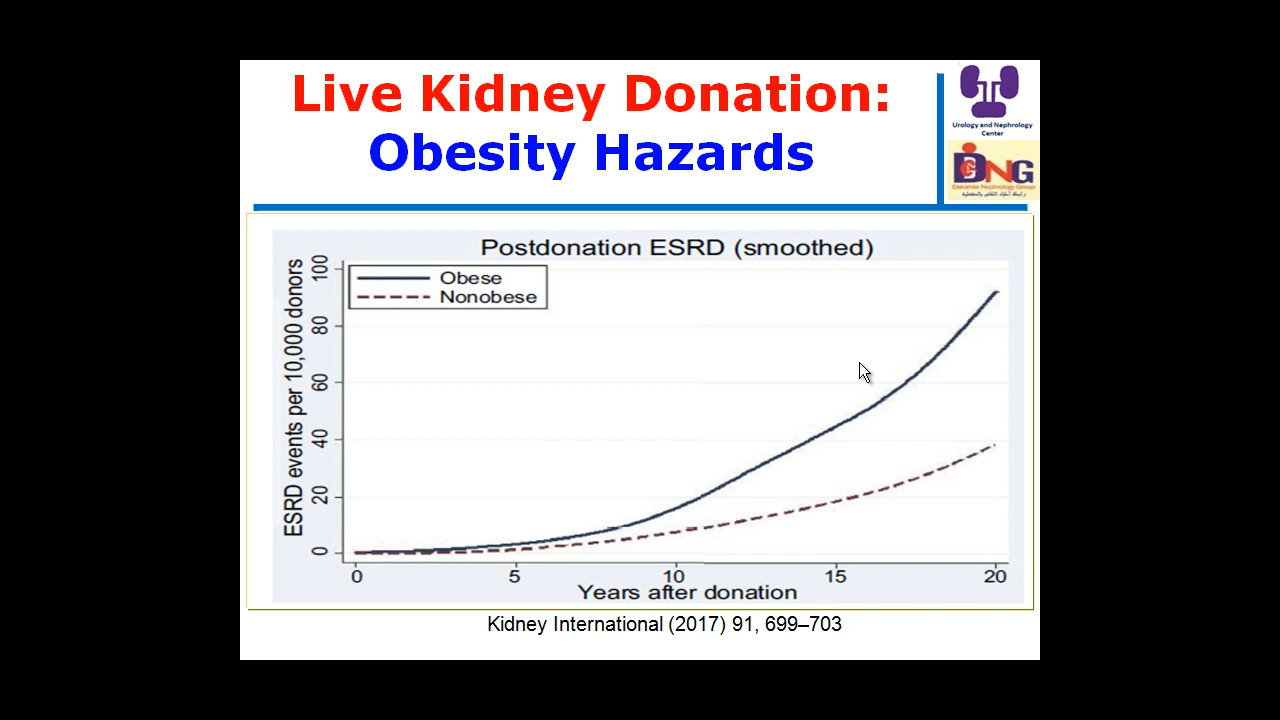 Live Kidney Donation:
Obesity Hazards
Urology and Nephrology
Center
DNG
Dakahlia Nephrology Group
Postdonation ESRD (smoothed)
Obese
Nonobese
ESRD events per 10,000 donors
100
80
60
40
20
0
0 5 10 15 20
Years after donation
Kidney International (2017) 91, 699–703